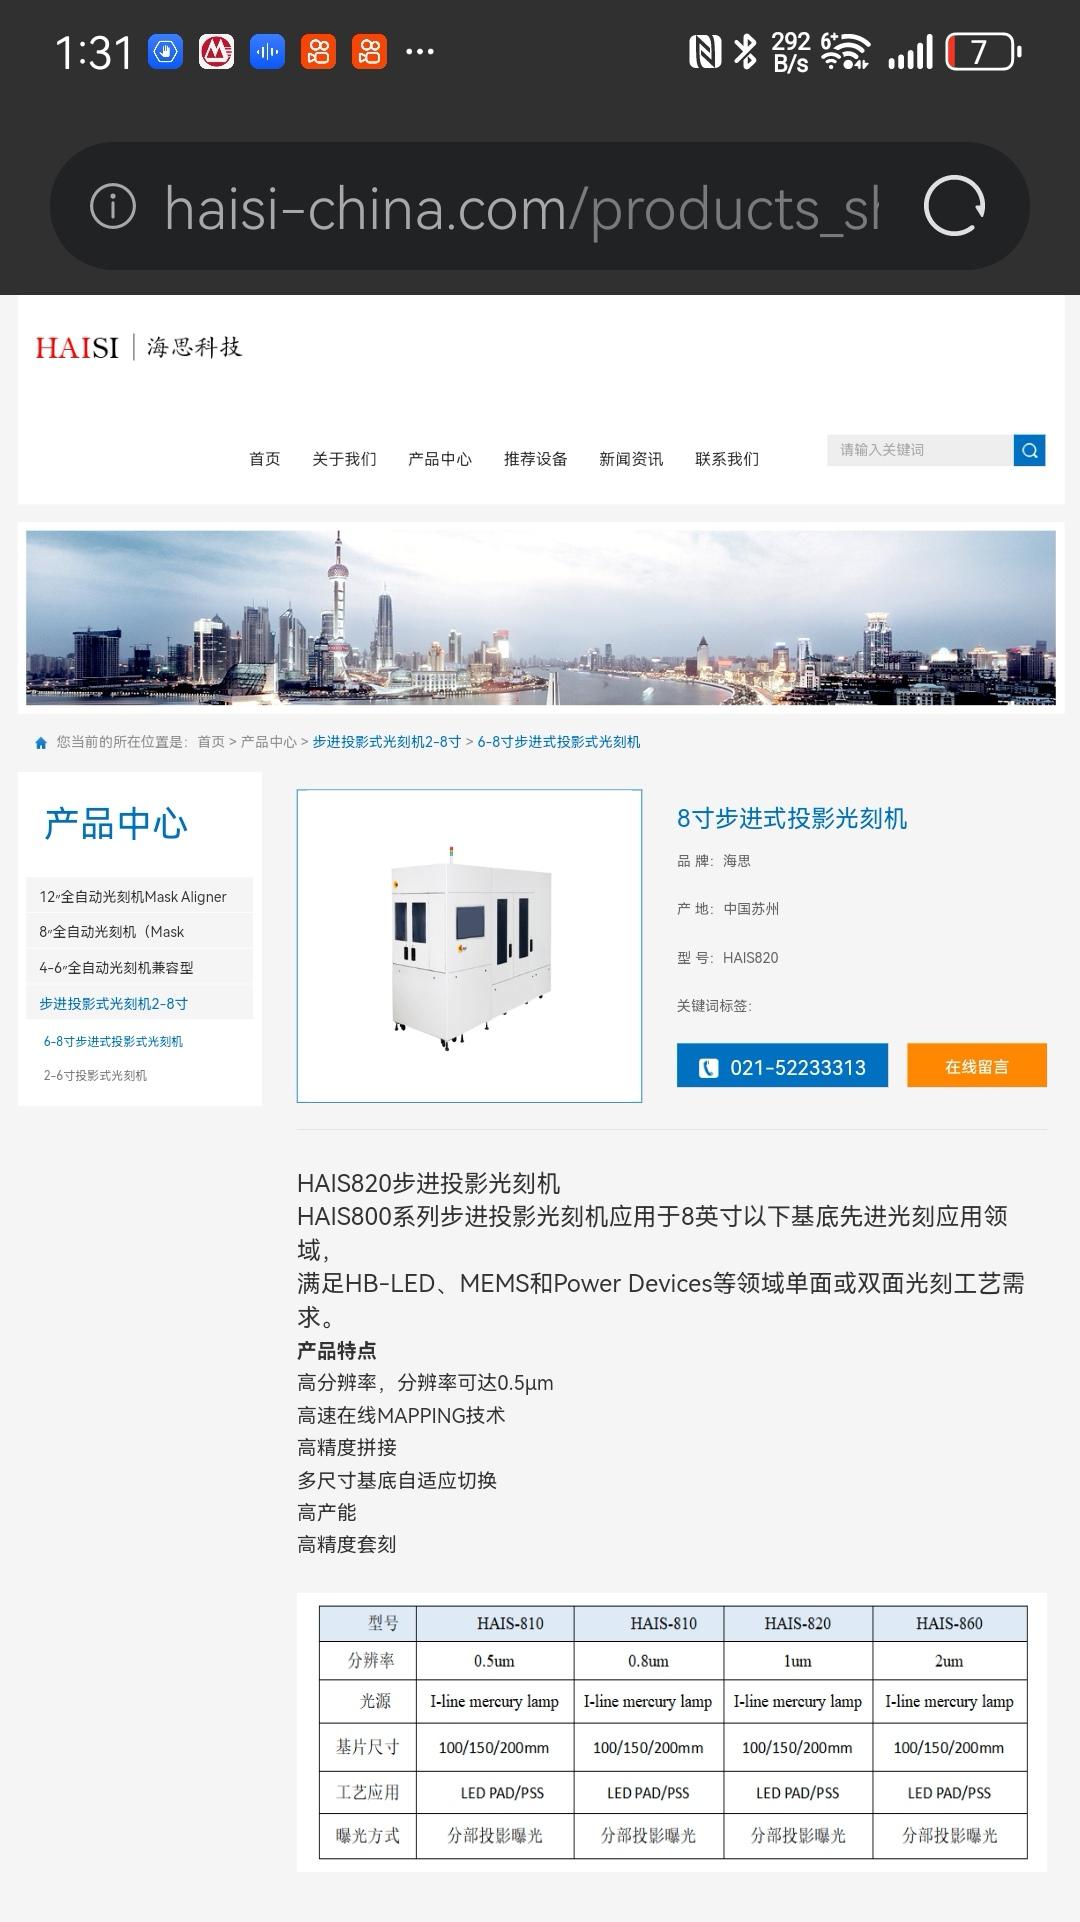 1:31
292 B/s
6+
7
haisi-china.com/products_sl
HAISI 海思科技
首页 关于我们 产品中心 推荐设备 新闻资讯 联系我们
请输入关键词
您当前的所在位置是: 首页 > 产品中心 > 步进投影式光刻机2-8寸 > 6-8寸步进式投影式光刻机
产品中心
12″全自动光刻机Mask Aligner
8″全自动光刻机（Mask
4-6″全自动光刻机兼容型
步进投影式光刻机2-8寸
6-8寸步进式投影式光刻机
2-6寸投影式光刻机
8寸步进式投影光刻机
品 牌: 海思
产 地: 中国苏州
型 号: HAIS820
关键词标签:
021-52233313
在线留言
HAIS820步进投影光刻机
HAIS800系列步进投影光刻机应用于8英寸以下基底先进光刻应用领
域，
满足HB-LED、MEMS和Power Devices等领域单面或双面光刻工艺需
求。
产品特点
高分辨率，分辨率可达0.5μm
高速在线MAPPING技术
高精度拼接
多尺寸基底自适应切换
高产能
高精度套刻
型号 HAIS-810 HAIS-810 HAIS-820 HAIS-860
分辨率 0.5um 0.8um 1um 2um
光源 I-line mercury lamp I-line mercury lamp I-line mercury lamp I-line mercury lamp
基片尺寸 100/150/200mm 100/150/200mm 100/150/200mm 100/150/200mm
工艺应用 LED PAD/PSS LED PAD/PSS LED PAD/PSS LED PAD/PSS
曝光方式 分部投影曝光 分部投影曝光 分部投影曝光 分部投影曝光